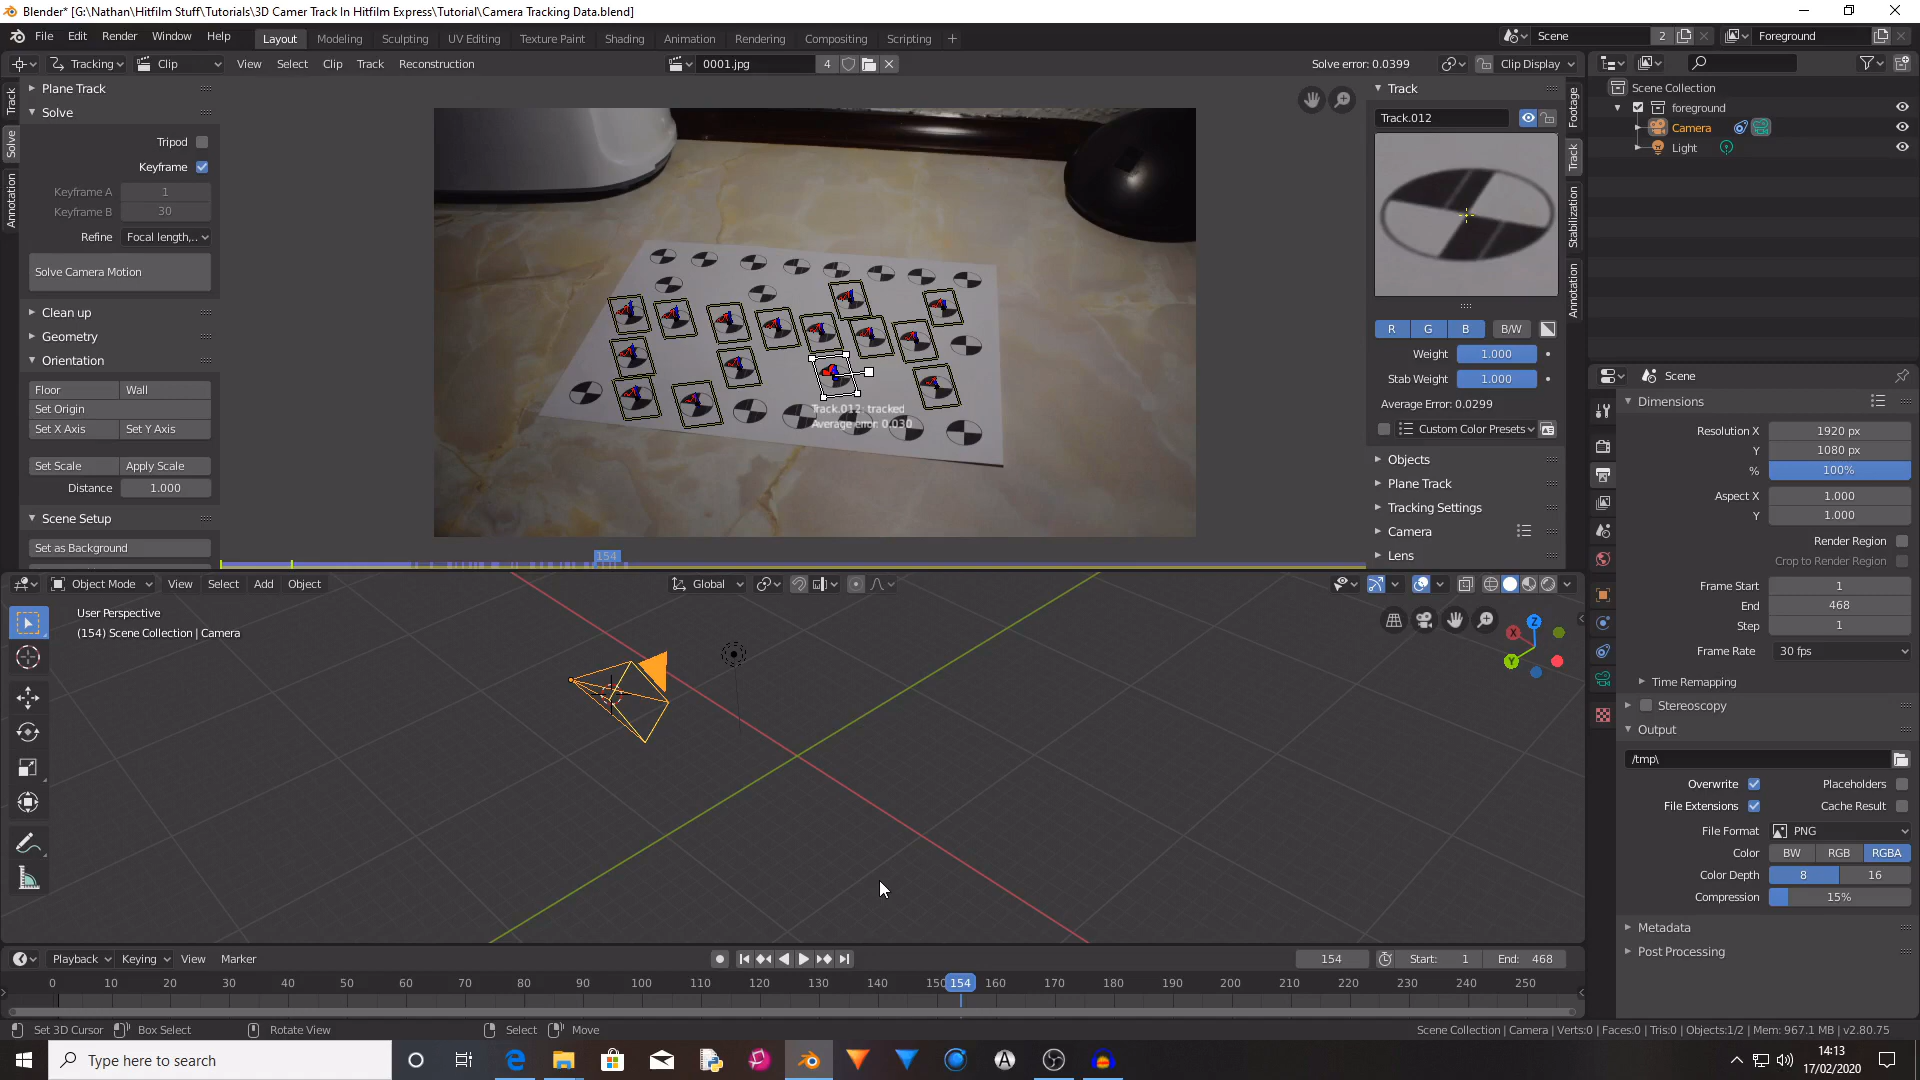 Blender* [G:\Nathan\Hitfilm Stuff\Tutorials\3D Camer Track In Hitfilm Express\Tutorial\Camera Tracking Data.blend]
File Edit Render Window Help Layout Modeling Sculpting UV Editing Texture Paint Shading Animation Rendering Compositing Scripting + Scene 2 Foreground
Tracking Clip View Select Clip Track Reconstruction 0001.jpg 4 Solve error: 0.0399 Clip Display
Track
Solve
Annotation
Plane Track
Solve
Tripod
Keyframe
Keyframe A 1
Keyframe B 30
Refine Focal length,..
Solve Camera Motion
Clean up
Geometry
Orientation
Floor Wall
Set Origin
Set X Axis Set Y Axis
Set Scale Apply Scale
Distance 1.000
Scene Setup
Set as Background
Track.012: tracked
Average error: 0.030
154
Track
Track.012
R G B B/W
Weight 1.000
Stab Weight 1.000
Average Error: 0.0299
Custom Color Presets
Objects
Plane Track
Tracking Settings
Camera
Lens
Footage
Track
Stabilization
Annotation
Scene Collection
foreground
Camera
Light
Scene
Dimensions
Resolution X 1920 px
Y 1080 px
% 100%
Aspect X 1.000
Y 1.000
Render Region
Crop to Render Region
Frame Start 1
End 468
Step 1
Frame Rate 30 fps
Time Remapping
Stereoscopy
Output
/tmp\
Overwrite Placeholders
File Extensions Cache Result
File Format PNG
Color BW RGB RGBA
Color Depth 8 16
Compression 15%
Metadata
Post Processing
Object Mode View Select Add Object Global
User Perspective
(154) Scene Collection | Camera
Z
X
Y
Playback Keying View Marker 154 Start: 1 End: 468
0 10 20 30 40 50 60 70 80 90 100 110 120 130 140 150 154 160 170 180 190 200 210 220 230 240 250
Set 3D Cursor Box Select Rotate View Select Move Scene Collection | Camera | Verts:0 | Faces:0 | Tris:0 | Objects:1/2 | Mem: 967.1 MB | v2.80.75
Type here to search
14:13
17/02/2020